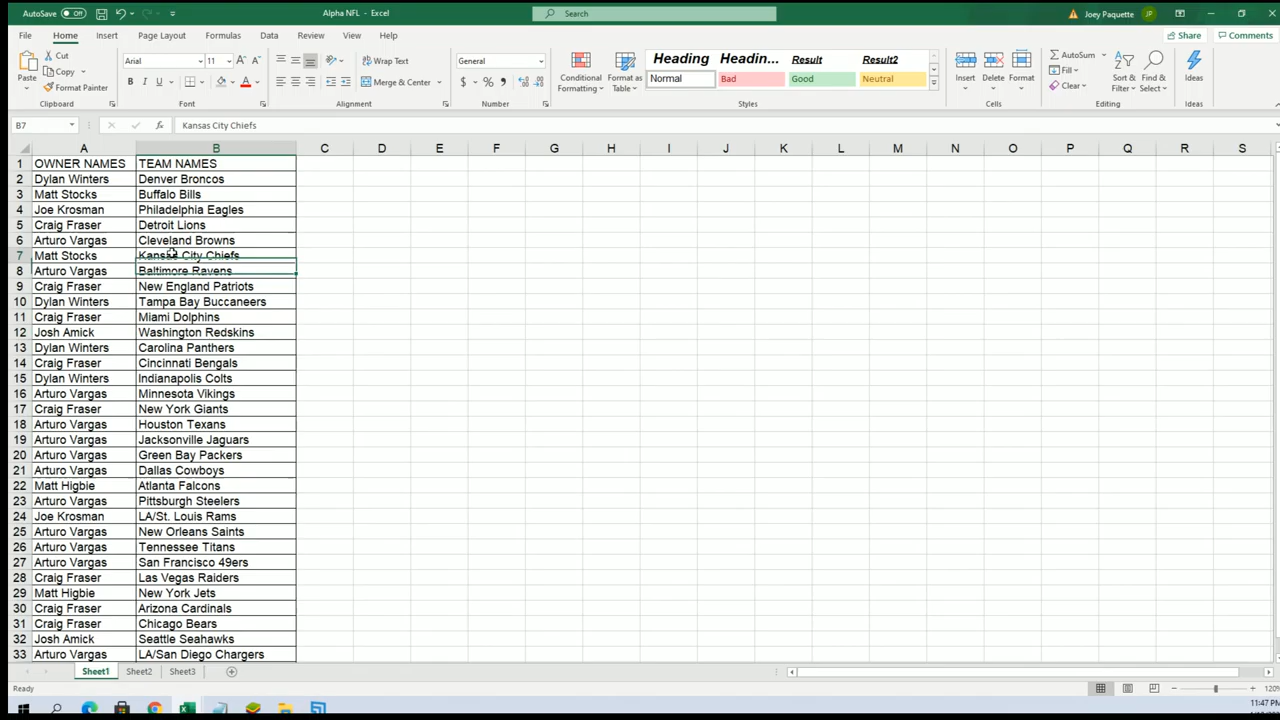 AutoSave Off Alpha NFL - Excel Search Joey Paquette JP
File Home Insert Page Layout Formulas Data Review View Help Share Comments
Paste Cut Copy Format Painter Clipboard
Arial 11 B I U Font
Wrap Text Merge & Center Alignment
General $ % , Number
Conditional Formatting Format as Table
Heading Headin... Result Result2
Normal Bad Good Neutral
Styles
Insert Delete Format Cells
AutoSum Fill Clear Sort & Filter Find & Select Editing
Ideas Ideas
B7 fx Kansas City Chiefs
A B C D E F G H I J K L M N O P Q R S
1 OWNER NAMES TEAM NAMES
2 Dylan Winters Denver Broncos
3 Matt Stocks Buffalo Bills
4 Joe Krosman Philadelphia Eagles
5 Craig Fraser Detroit Lions
6 Arturo Vargas Cleveland Browns
7 Matt Stocks Kansas City Chiefs
8 Arturo Vargas Baltimore Ravens
9 Craig Fraser New England Patriots
10 Dylan Winters Tampa Bay Buccaneers
11 Craig Fraser Miami Dolphins
12 Josh Amick Washington Redskins
13 Dylan Winters Carolina Panthers
14 Craig Fraser Cincinnati Bengals
15 Dylan Winters Indianapolis Colts
16 Arturo Vargas Minnesota Vikings
17 Craig Fraser New York Giants
18 Arturo Vargas Houston Texans
19 Arturo Vargas Jacksonville Jaguars
20 Arturo Vargas Green Bay Packers
21 Arturo Vargas Dallas Cowboys
22 Matt Higbie Atlanta Falcons
23 Arturo Vargas Pittsburgh Steelers
24 Joe Krosman LA/St. Louis Rams
25 Arturo Vargas New Orleans Saints
26 Arturo Vargas Tennessee Titans
27 Arturo Vargas San Francisco 49ers
28 Craig Fraser Las Vegas Raiders
29 Matt Higbie New York Jets
30 Craig Fraser Arizona Cardinals
31 Craig Fraser Chicago Bears
32 Josh Amick Seattle Seahawks
33 Arturo Vargas LA/San Diego Chargers
Sheet1 Sheet2 Sheet3
Ready 120%
11:47 PM